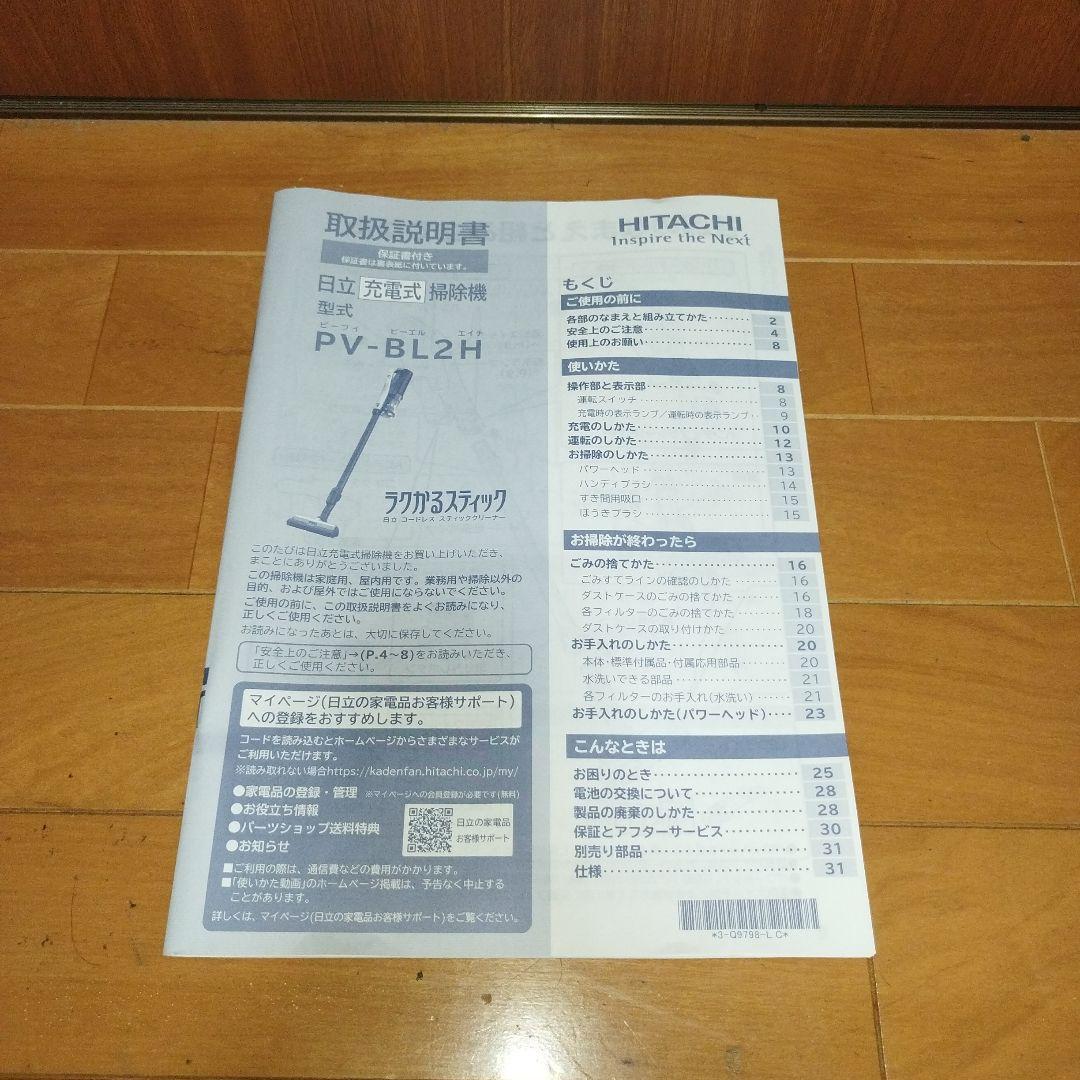 取扱説明書
保証書付き
保証書は裏表紙に付いています。
日立 充電式 掃除機
型式
ピーブイ ビーエル エイチ
PV-BL2H
ラクかるスティック
日立 コードレス スティッククリーナー
このたびは日立充電式掃除機をお買い上げいただき、
まことにありがとうございました。
この掃除機は家庭用、屋内用です。業務用や掃除以外の
目的、および屋外ではご使用にならないでください。
ご使用の前に、この取扱説明書をよくお読みになり、
正しくご使用ください。
お読みになったあとは、大切に保存してください。
「安全上のご注意」→(P.4~8)をお読みいただき、
正しくご使用ください。
マイページ(日立の家電品お客様サポート)
への登録をおすすめします。
コードを読み込むとホームページからさまざまなサービスが
ご利用いただけます。
※読み取れない場合https://kadenfan.hitachi.co.jp/my/
●家電品の登録・管理 ※マイページへの会員登録が必要です(無料)
●お役立ち情報
●パーツショップ送料特典
●お知らせ
日立の家電品
お客様サポート
■ご利用の際は、通信費などの費用がかかります。
■「使いかた動画」のホームページ掲載は、予告なく中止する
ことがあります。
詳しくは、マイページ(日立の家電品お客様サポート)をご覧ください。
HITACHI
Inspire the Next
もくじ
ご使用の前に
各部のなまえと組み立てかた········ 2
安全上のご注意·················· 4
使用上のお願い·················· 8
使いかた
操作部と表示部·················· 8
運転スイッチ·················· 8
充電時の表示ランプ/運転時の表示ランプ·· 9
充電のしかた·················· 10
運転のしかた·················· 12
お掃除のしかた·················· 13
パワーヘッド·················· 13
ハンディブラシ·················· 14
すき間用吸口·················· 15
ほうきブラシ·················· 15
お掃除が終わったら
ごみの捨てかた·················· 16
ごみすてラインの確認のしかた········ 16
ダストケースのごみの捨てかた········ 16
各フィルターのごみの捨てかた········ 18
ダストケースの取り付けかた·········· 20
お手入れのしかた················ 20
本体・標準付属品・付属応用部品········ 20
水洗いできる部品················ 21
各フィルターのお手入れ(水洗い)······ 21
お手入れのしかた(パワーヘッド)···· 23
こんなときは
お困りのとき·················· 25
電池の交換について·············· 28
製品の廃棄のしかた·············· 28
保証とアフターサービス············ 30
別売り部品···················· 31
仕様························ 31
*3-Q9798-L C*